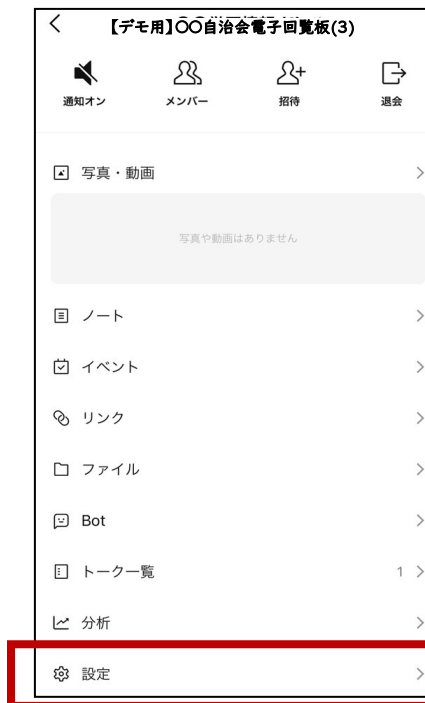 【デモ用】〇〇自治会電子回覧板(3)
通知オン メンバー 招待 退会
写真・動画
写真や動画はありません
ノート
イベント
リンク
ファイル
Bot
トーク一覧 1
分析
設定